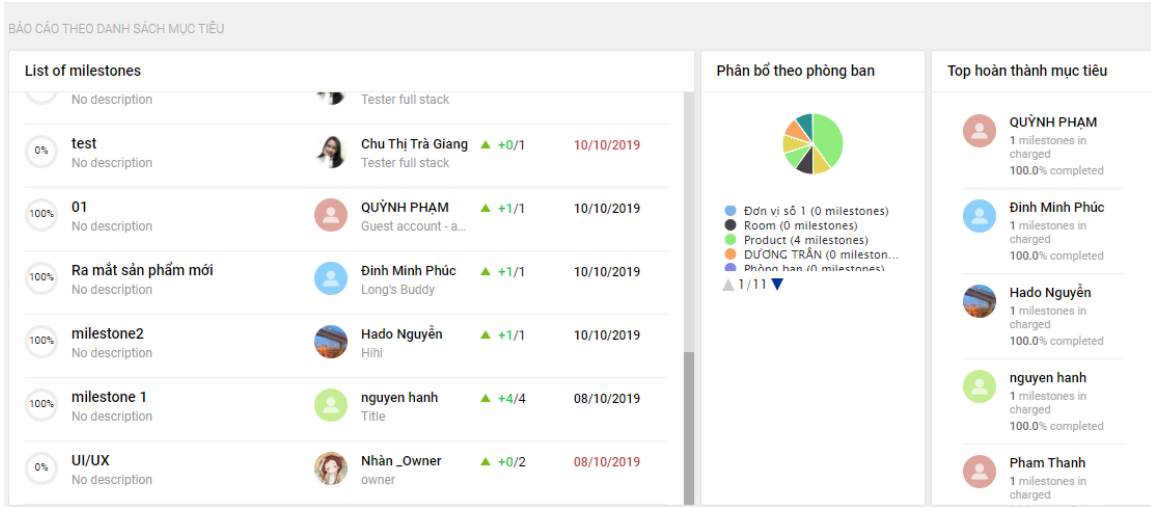 BÁO CÁO THEO DANH SÁCH MỤC TIÊU
List of milestones
No description
Tester full stack
0%
test
No description
Chu Thị Trà Giang
Tester full stack
+0/1
10/10/2019
100%
01
No description
QUỲNH PHẠM
Guest account - a...
+1/1
10/10/2019
100%
Ra mắt sản phẩm mới
No description
Đinh Minh Phúc
Long's Buddy
+1/1
10/10/2019
100%
milestone2
No description
Hado Nguyễn
Hihi
+1/1
10/10/2019
100%
milestone 1
No description
nguyen hanh
Title
+4/4
08/10/2019
0%
UI/UX
No description
Nhàn _Owner
owner
+0/2
08/10/2019
Phân bổ theo phòng ban
Đơn vị số 1 (0 milestones)
Room (0 milestones)
Product (4 milestones)
DƯƠNG TRẦN (0 mileston...
Phòng ban (0 milestones)
1/11
Top hoàn thành mục tiêu
QUỲNH PHẠM
1 milestones in
charged
100.0% completed
Đinh Minh Phúc
1 milestones in
charged
100.0% completed
Hado Nguyễn
1 milestones in
charged
100.0% completed
nguyen hanh
1 milestones in
charged
100.0% completed
Pham Thanh
1 milestones in
charged